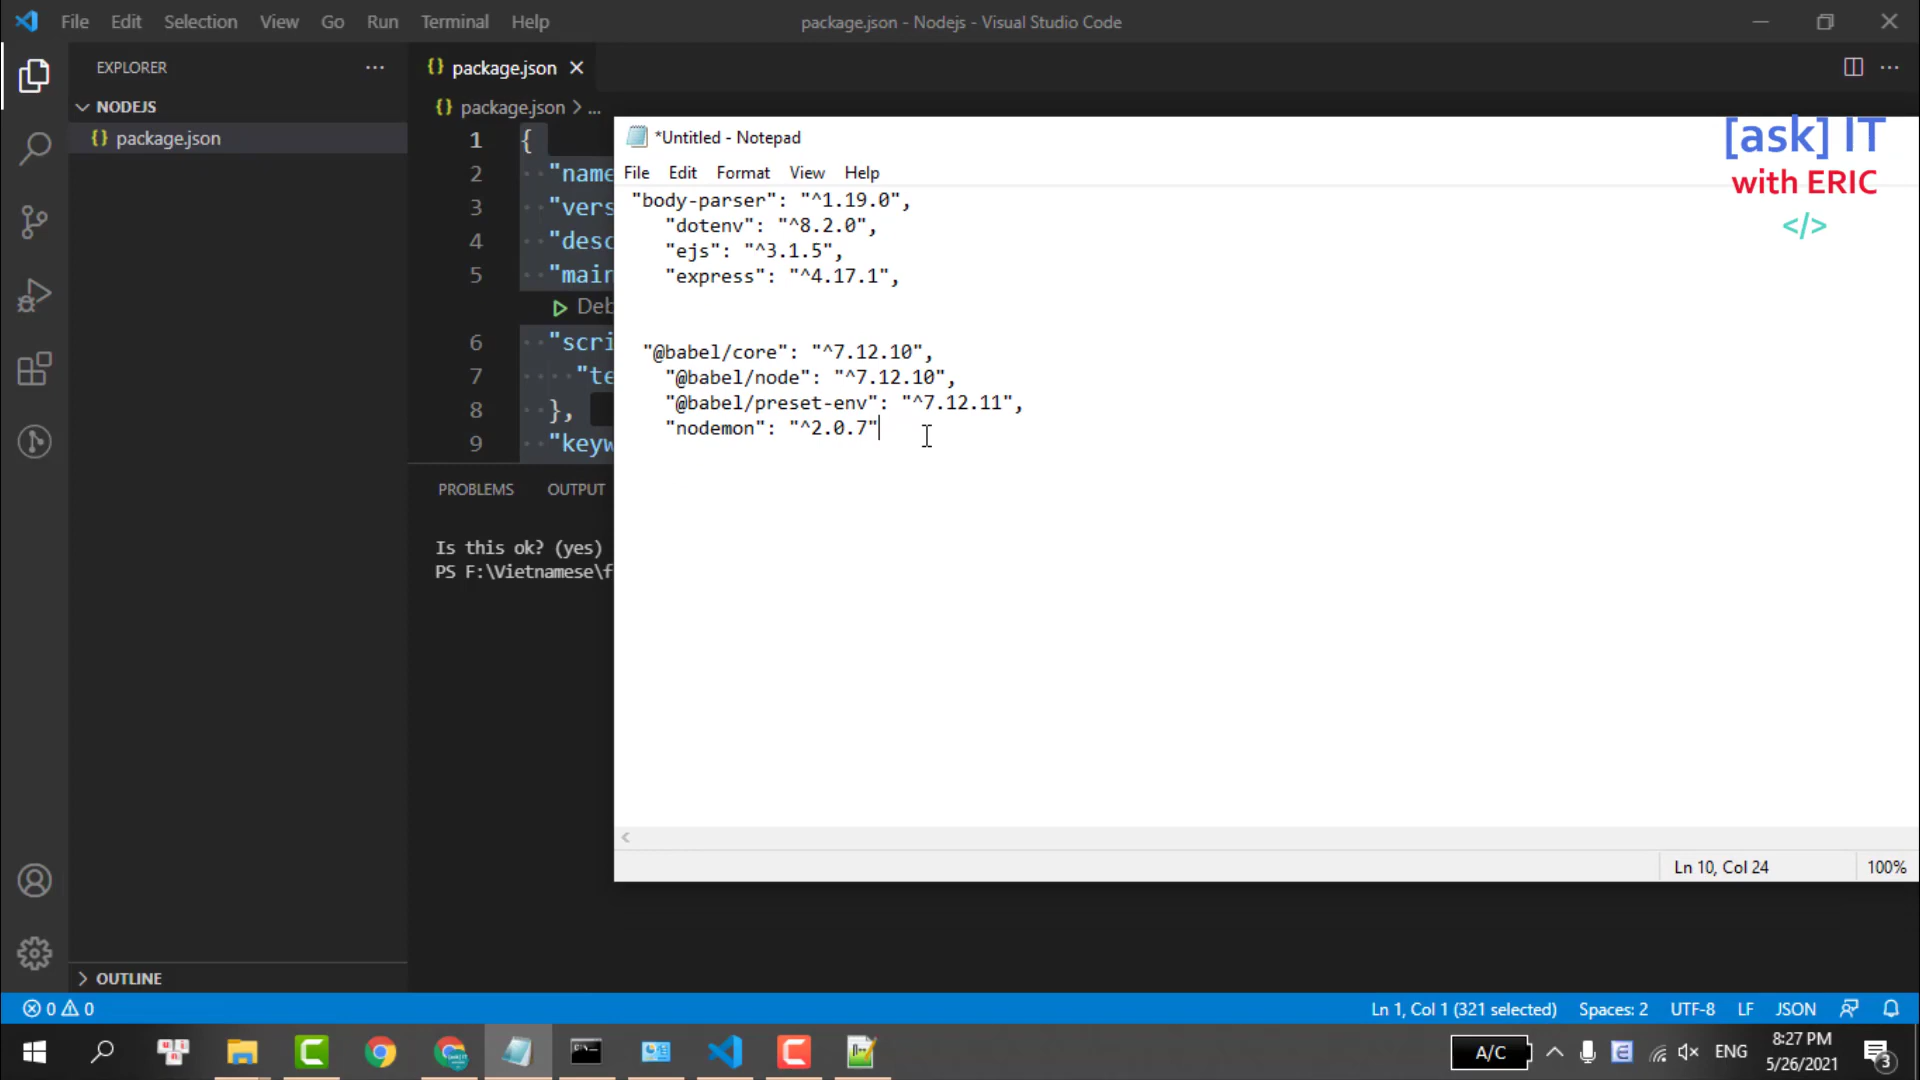 File Edit Selection View Go Run Terminal Help
package.json - Nodejs - Visual Studio Code
EXPLORER
NODEJS
{} package.json
{} package.json
{} package.json > ...
1 {
2 "name
3 "vers
4 "desc
5 "main
Deb
6 "scri
7 "te
8 },
9 "keyw
PROBLEMS OUTPUT
Is this ok? (yes)
PS F:\Vietnamese\f
*Untitled - Notepad
File Edit Format View Help
"body-parser": "^1.19.0",
"dotenv": "^8.2.0",
"ejs": "^3.1.5",
"express": "^4.17.1",
"@babel/core": "^7.12.10",
"@babel/node": "^7.12.10",
"@babel/preset-env": "^7.12.11",
"nodemon": "^2.0.7"
Ln 10, Col 24
100%
[ask] IT
with ERIC
</>
OUTLINE
0 0
Ln 1, Col 1 (321 selected) Spaces: 2 UTF-8 LF JSON
A/C
ENG
8:27 PM
5/26/2021
3